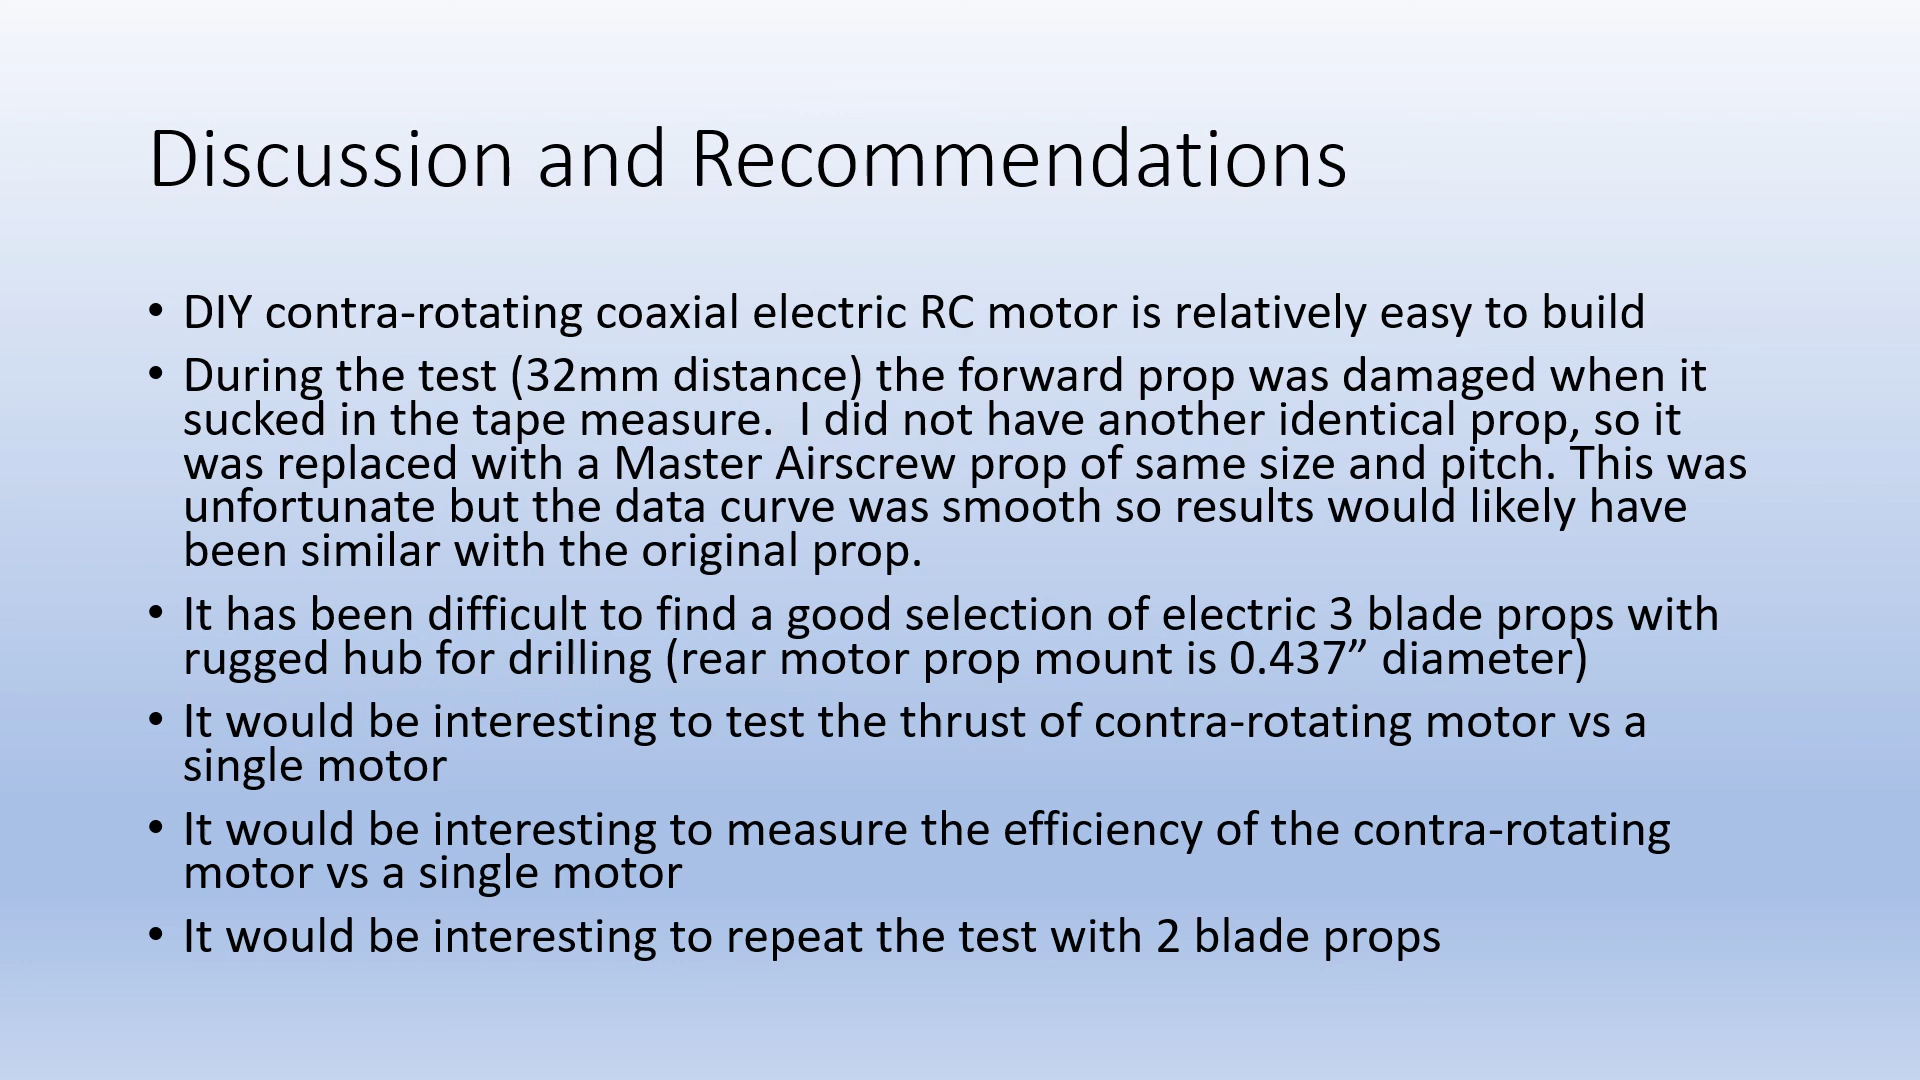 Discussion and Recommendations
• DIY contra-rotating coaxial electric RC motor is relatively easy to build
• During the test (32mm distance) the forward prop was damaged when it
sucked in the tape measure.  I did not have another identical prop, so it
was replaced with a Master Airscrew prop of same size and pitch. This was
unfortunate but the data curve was smooth so results would likely have
been similar with the original prop.
• It has been difficult to find a good selection of electric 3 blade props with
rugged hub for drilling (rear motor prop mount is 0.437” diameter)
• It would be interesting to test the thrust of contra-rotating motor vs a
single motor
• It would be interesting to measure the efficiency of the contra-rotating
motor vs a single motor
• It would be interesting to repeat the test with 2 blade props